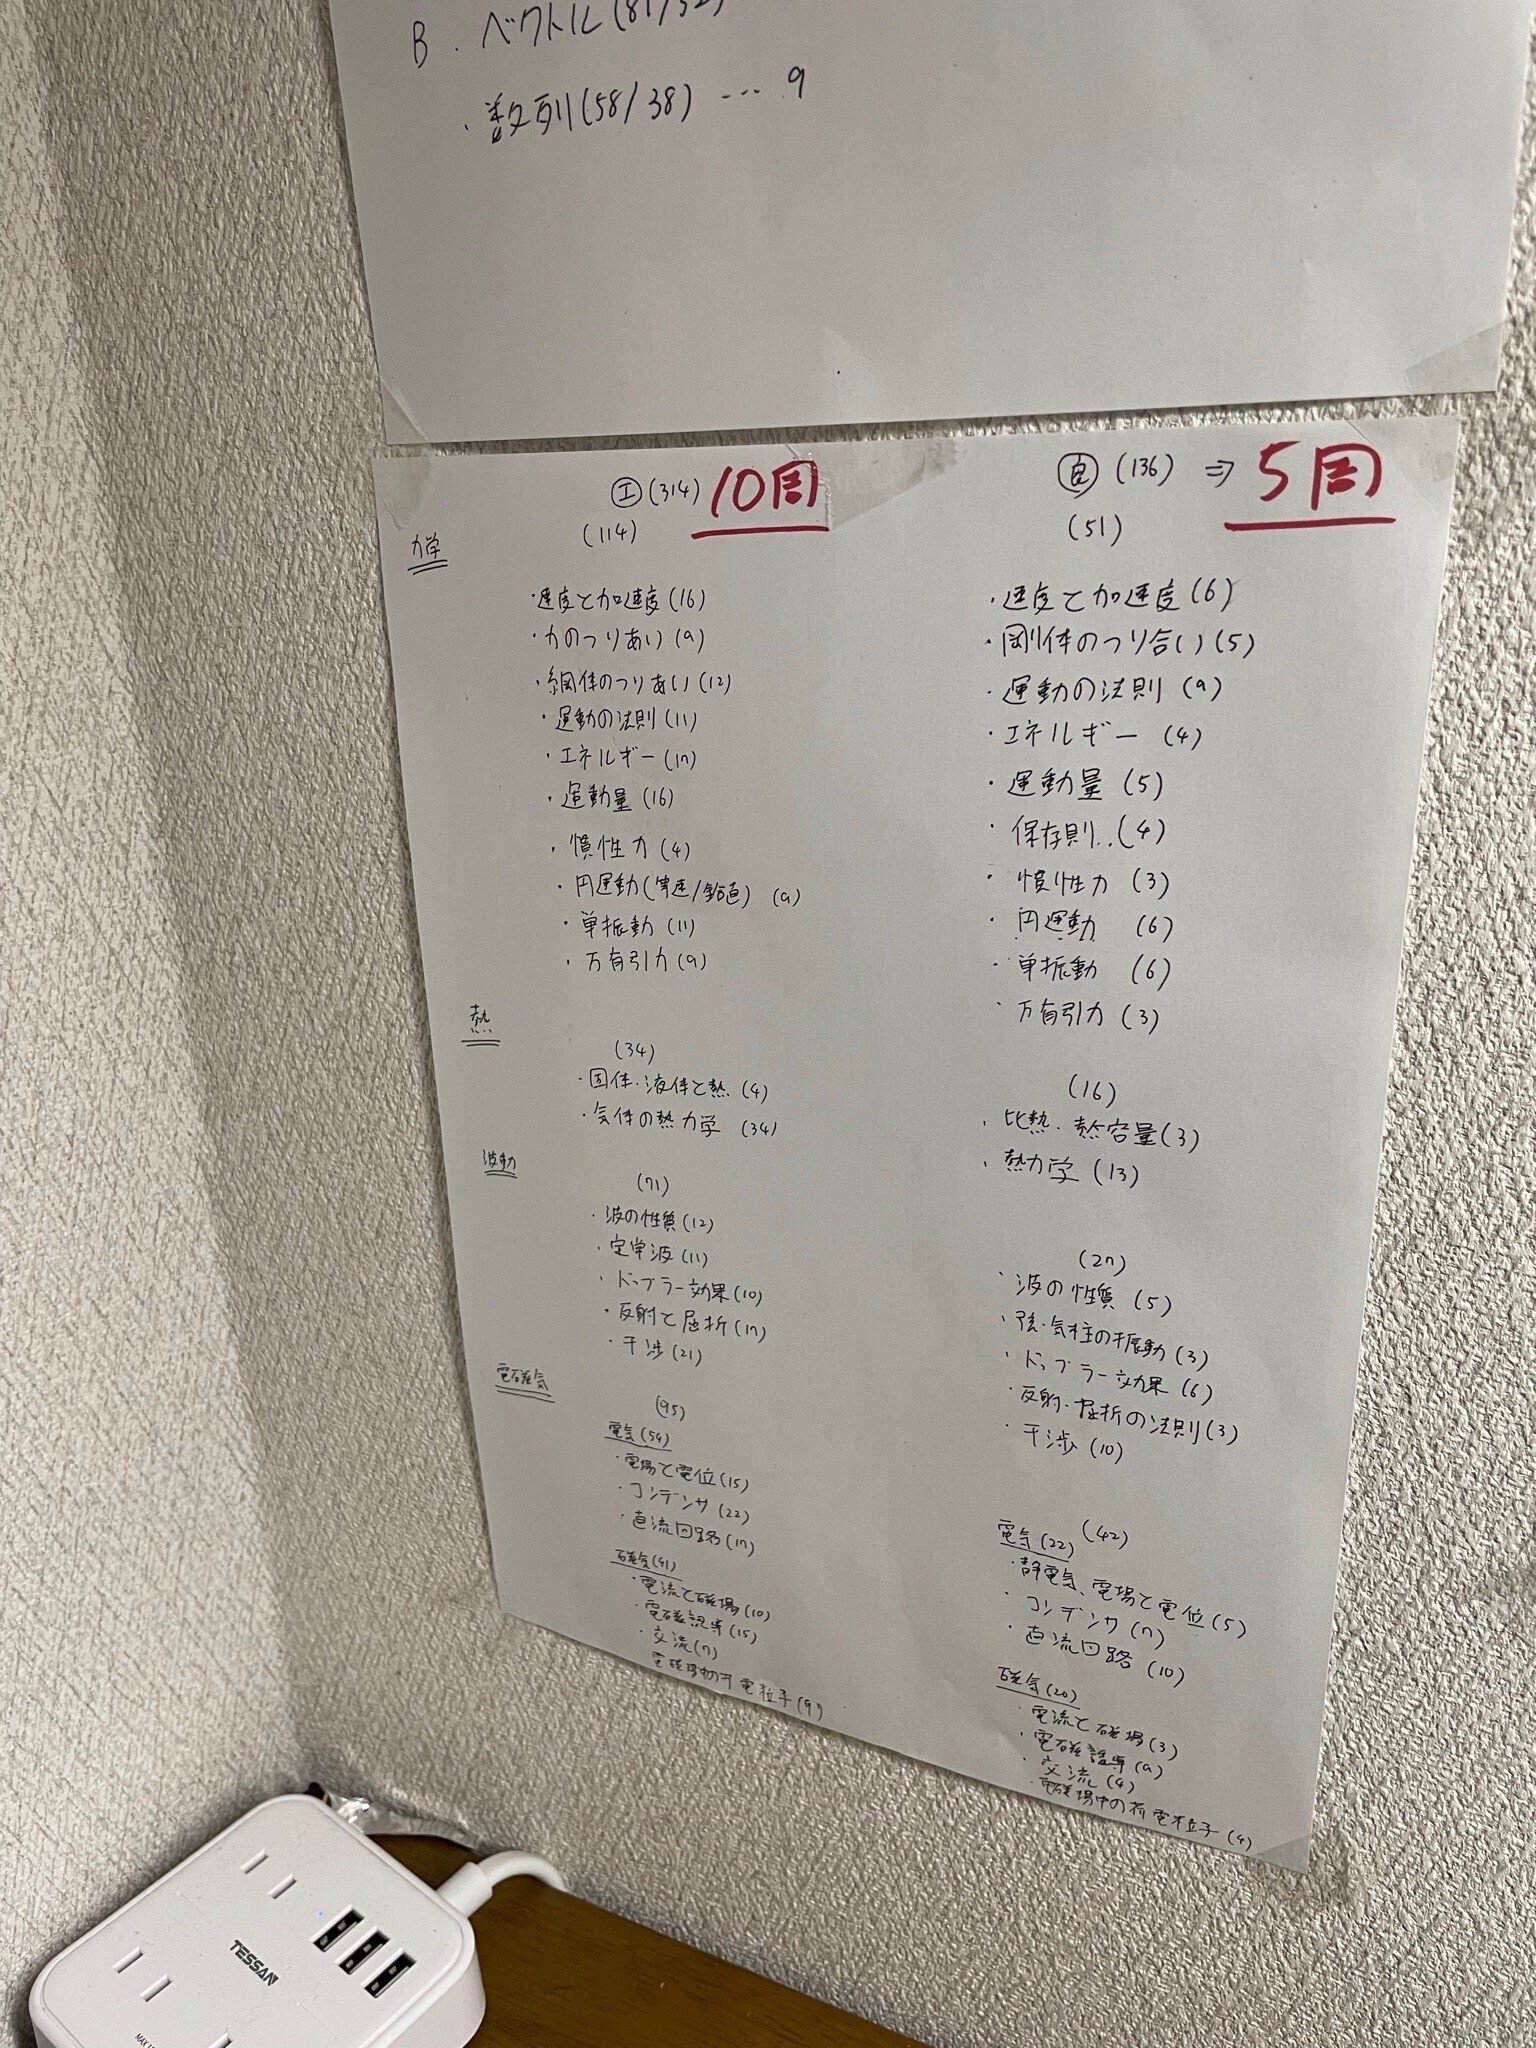 B. ベクトル(81/52)
・数列(58/38) … 9
エ(314) 10周
(114)
力学
・速度と加速度(16)
・力のつりあい(9)
・剛体のつりあい(12)
・運動の法則(11)
・エネルギー(17)
・運動量(16)
・慣性力(4)
・円運動(等速/鉛直)(9)
・単振動(11)
・万有引力(9)
熱
(34)
・固体・液体と熱(4)
・気体の熱力学(34)
波動
(71)
・波の性質(12)
・定常波(11)
・ドップラー効果(10)
・反射と屈折(17)
・干渉(21)
電磁気
(95)
電気(54)
・電場と電位(15)
・コンデンサ(22)
・直流回路(17)
磁気(41)
・電流と磁場(10)
・電磁誘導(15)
・交流(7)
(136) ⇒ 5周
(51)
・速度と加速度(6)
・剛体のつり合い(5)
・運動の法則(9)
・エネルギー(4)
・運動量(5)
・保存則..(4)
・慣性力(3)
・円運動(6)
・単振動(6)
・万有引力(3)
(16)
・比熱・熱容量(3)
・熱力学(13)
(27)
・波の性質(5)
・弦・気柱の振動(3)
・ドップラー効果(6)
・反射・屈折の法則(3)
・干渉(10)
(42)
電気(22)
・静電気、電場と電位(5)
・コンデンサ(7)
・直流回路(10)
磁気(20)
・電流と磁場(3)
・電磁誘導(9)
・交流(4)
・電磁場中の荷電粒子(4)
TESSAN